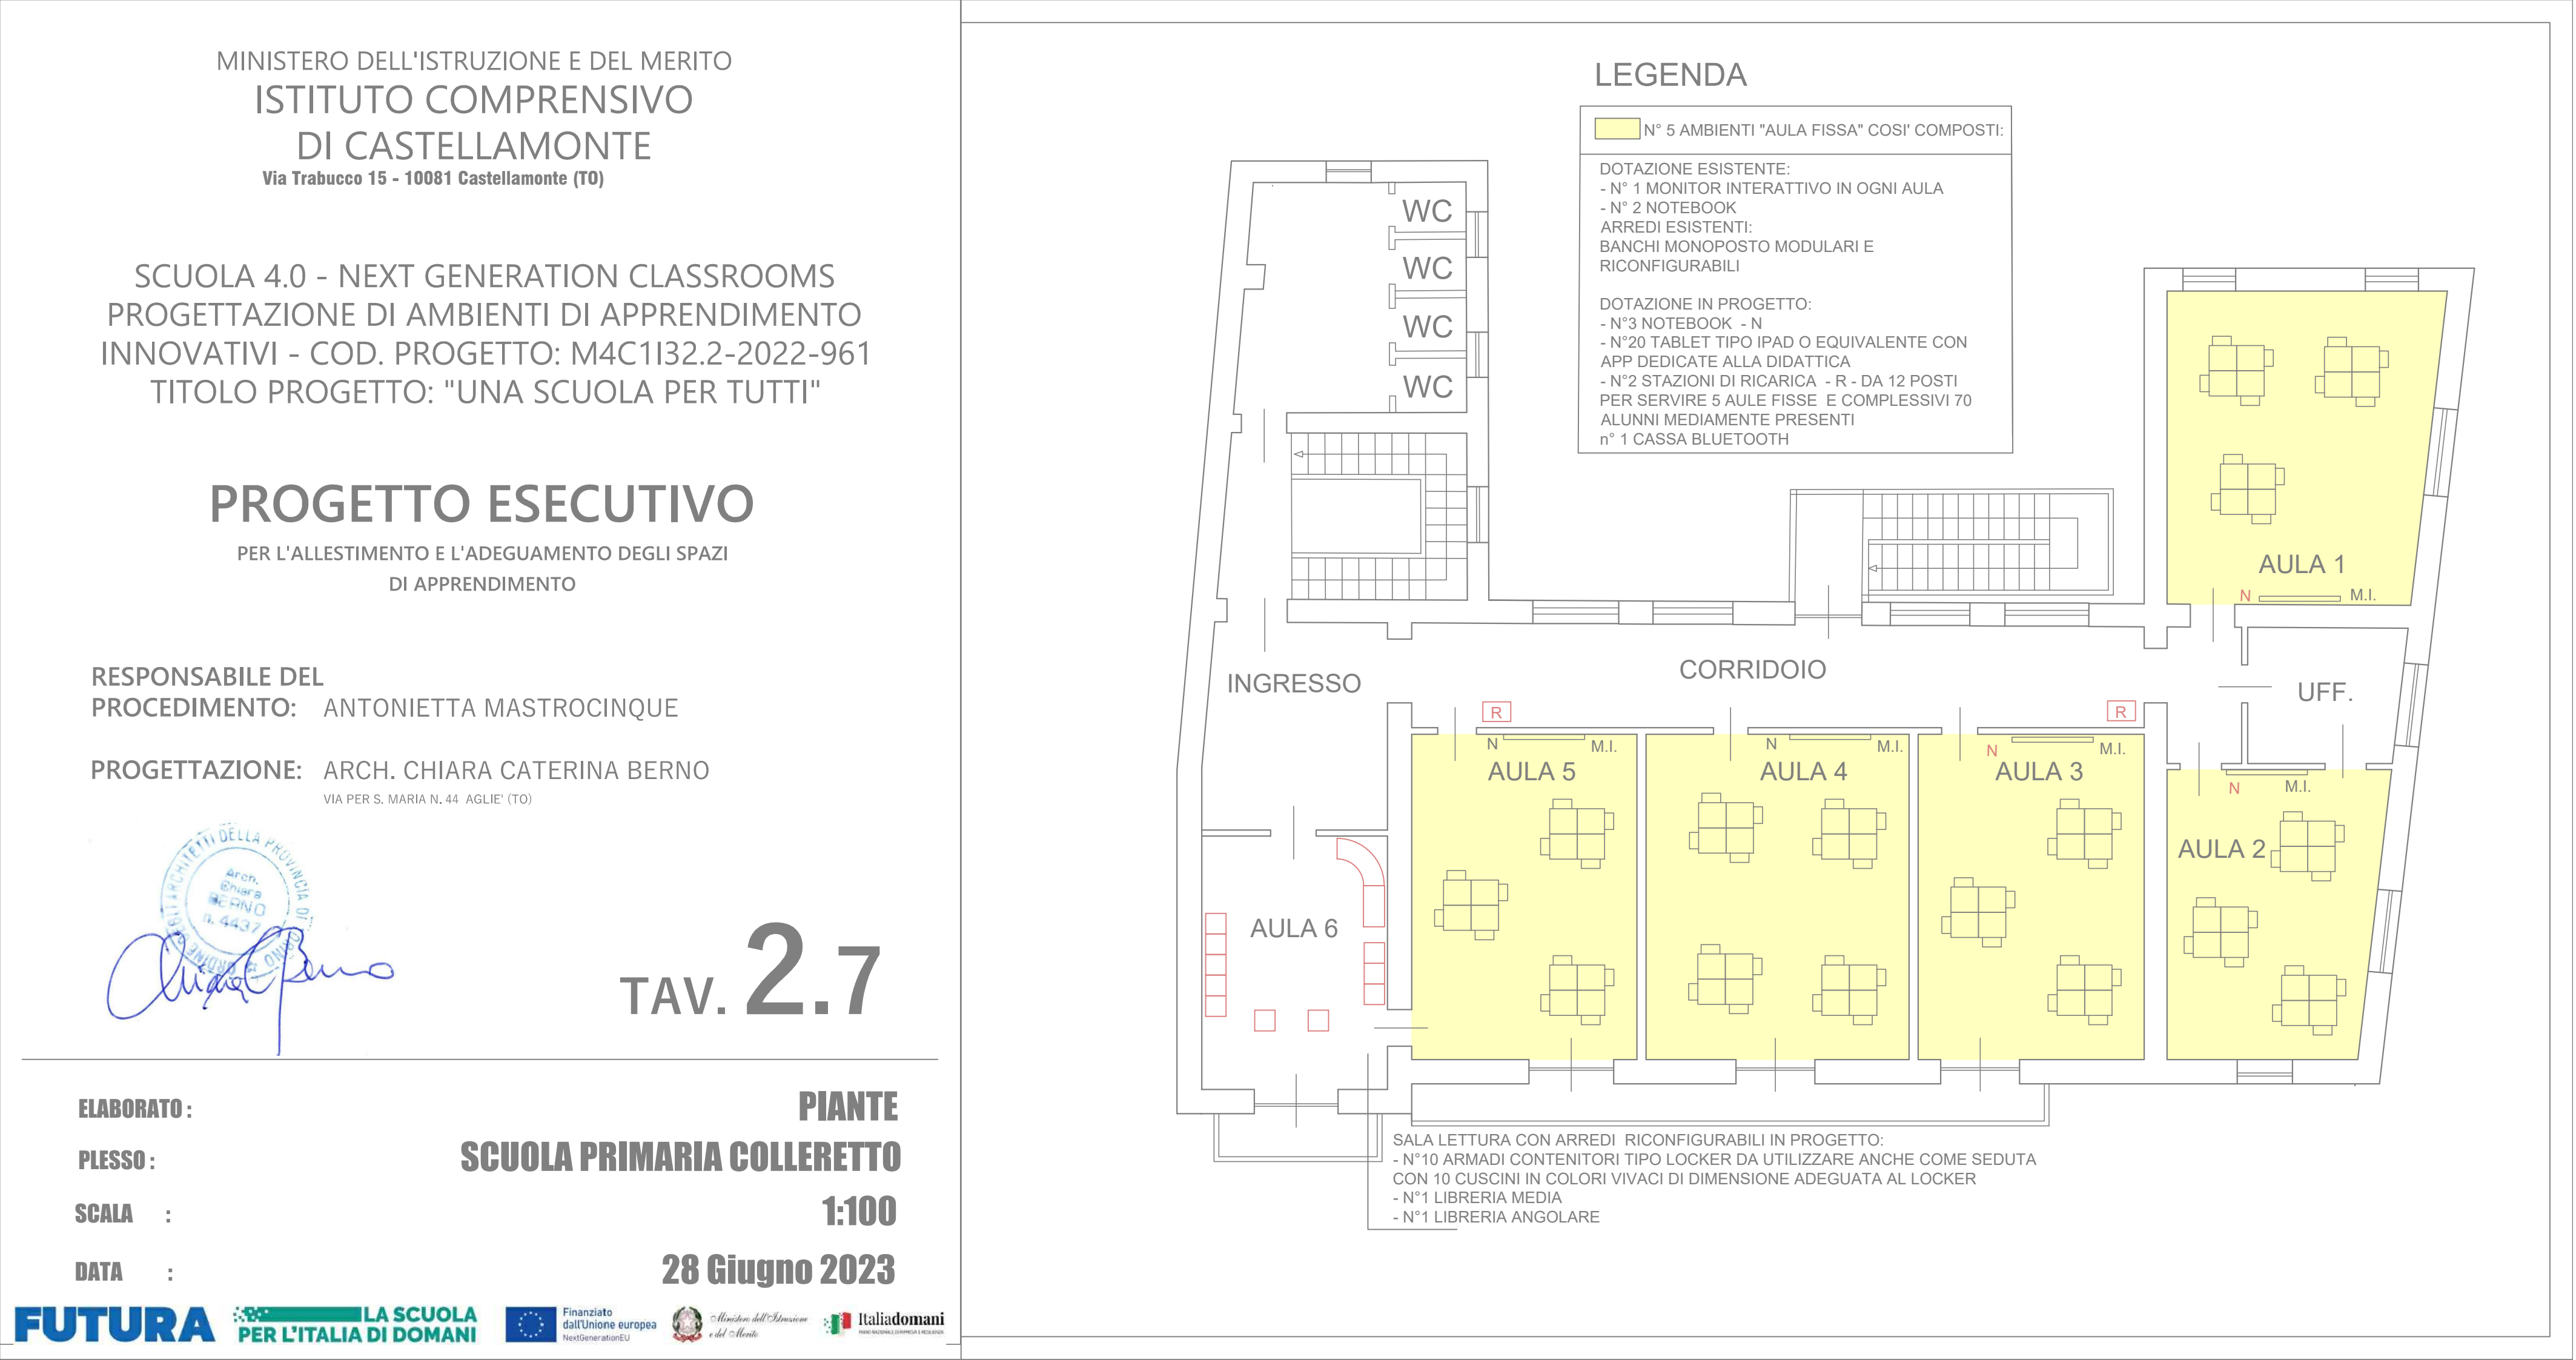 MINISTERO DELL'ISTRUZIONE E DEL MERITO
ISTITUTO COMPRENSIVO
DI CASTELLAMONTE
Via Trabucco 15 - 10081 Castellamonte (TO)
SCUOLA 4.0 - NEXT GENERATION CLASSROOMS
PROGETTAZIONE DI AMBIENTI DI APPRENDIMENTO
INNOVATIVI - COD. PROGETTO: M4C1I32.2-2022-961
TITOLO PROGETTO: "UNA SCUOLA PER TUTTI"
PROGETTO ESECUTIVO
PER L'ALLESTIMENTO E L'ADEGUAMENTO DEGLI SPAZI
DI APPRENDIMENTO
RESPONSABILE DEL
PROCEDIMENTO: ANTONIETTA MASTROCINQUE
PROGETTAZIONE: ARCH. CHIARA CATERINA BERNO
VIA PER S. MARIA N. 44 AGLIE' (TO)
Arch.
Chiara
BERNO
n. 4437
TAV. 2.7
ELABORATO : PIANTE
PLESSO : SCUOLA PRIMARIA COLLERETTO
SCALA : 1:100
DATA : 28 Giugno 2023
FUTURA
LA SCUOLA
PER L'ITALIA DI DOMANI
Finanziato
dall'Unione europea
NextGenerationEU
Ministero dell'Istruzione
e del Merito
Italiadomani
LEGENDA
N° 5 AMBIENTI "AULA FISSA" COSI' COMPOSTI:
DOTAZIONE ESISTENTE:
- N° 1 MONITOR INTERATTIVO IN OGNI AULA
- N° 2 NOTEBOOK
ARREDI ESISTENTI:
BANCHI MONOPOSTO MODULARI E
RICONFIGURABILI
DOTAZIONE IN PROGETTO:
- N°3 NOTEBOOK - N
- N°20 TABLET TIPO IPAD O EQUIVALENTE CON
APP DEDICATE ALLA DIDATTICA
- N°2 STAZIONI DI RICARICA - R - DA 12 POSTI
PER SERVIRE 5 AULE FISSE E COMPLESSIVI 70
ALUNNI MEDIAMENTE PRESENTI
n° 1 CASSA BLUETOOTH
WC
WC
WC
WC
AULA 1
N M.I.
INGRESSO
CORRIDOIO
UFF.
R
R
N M.I.
AULA 5
N M.I.
AULA 4
N M.I.
AULA 3
N M.I.
AULA 2
AULA 6
SALA LETTURA CON ARREDI RICONFIGURABILI IN PROGETTO:
- N°10 ARMADI CONTENITORI TIPO LOCKER DA UTILIZZARE ANCHE COME SEDUTA
CON 10 CUSCINI IN COLORI VIVACI DI DIMENSIONE ADEGUATA AL LOCKER
- N°1 LIBRERIA MEDIA
- N°1 LIBRERIA ANGOLARE